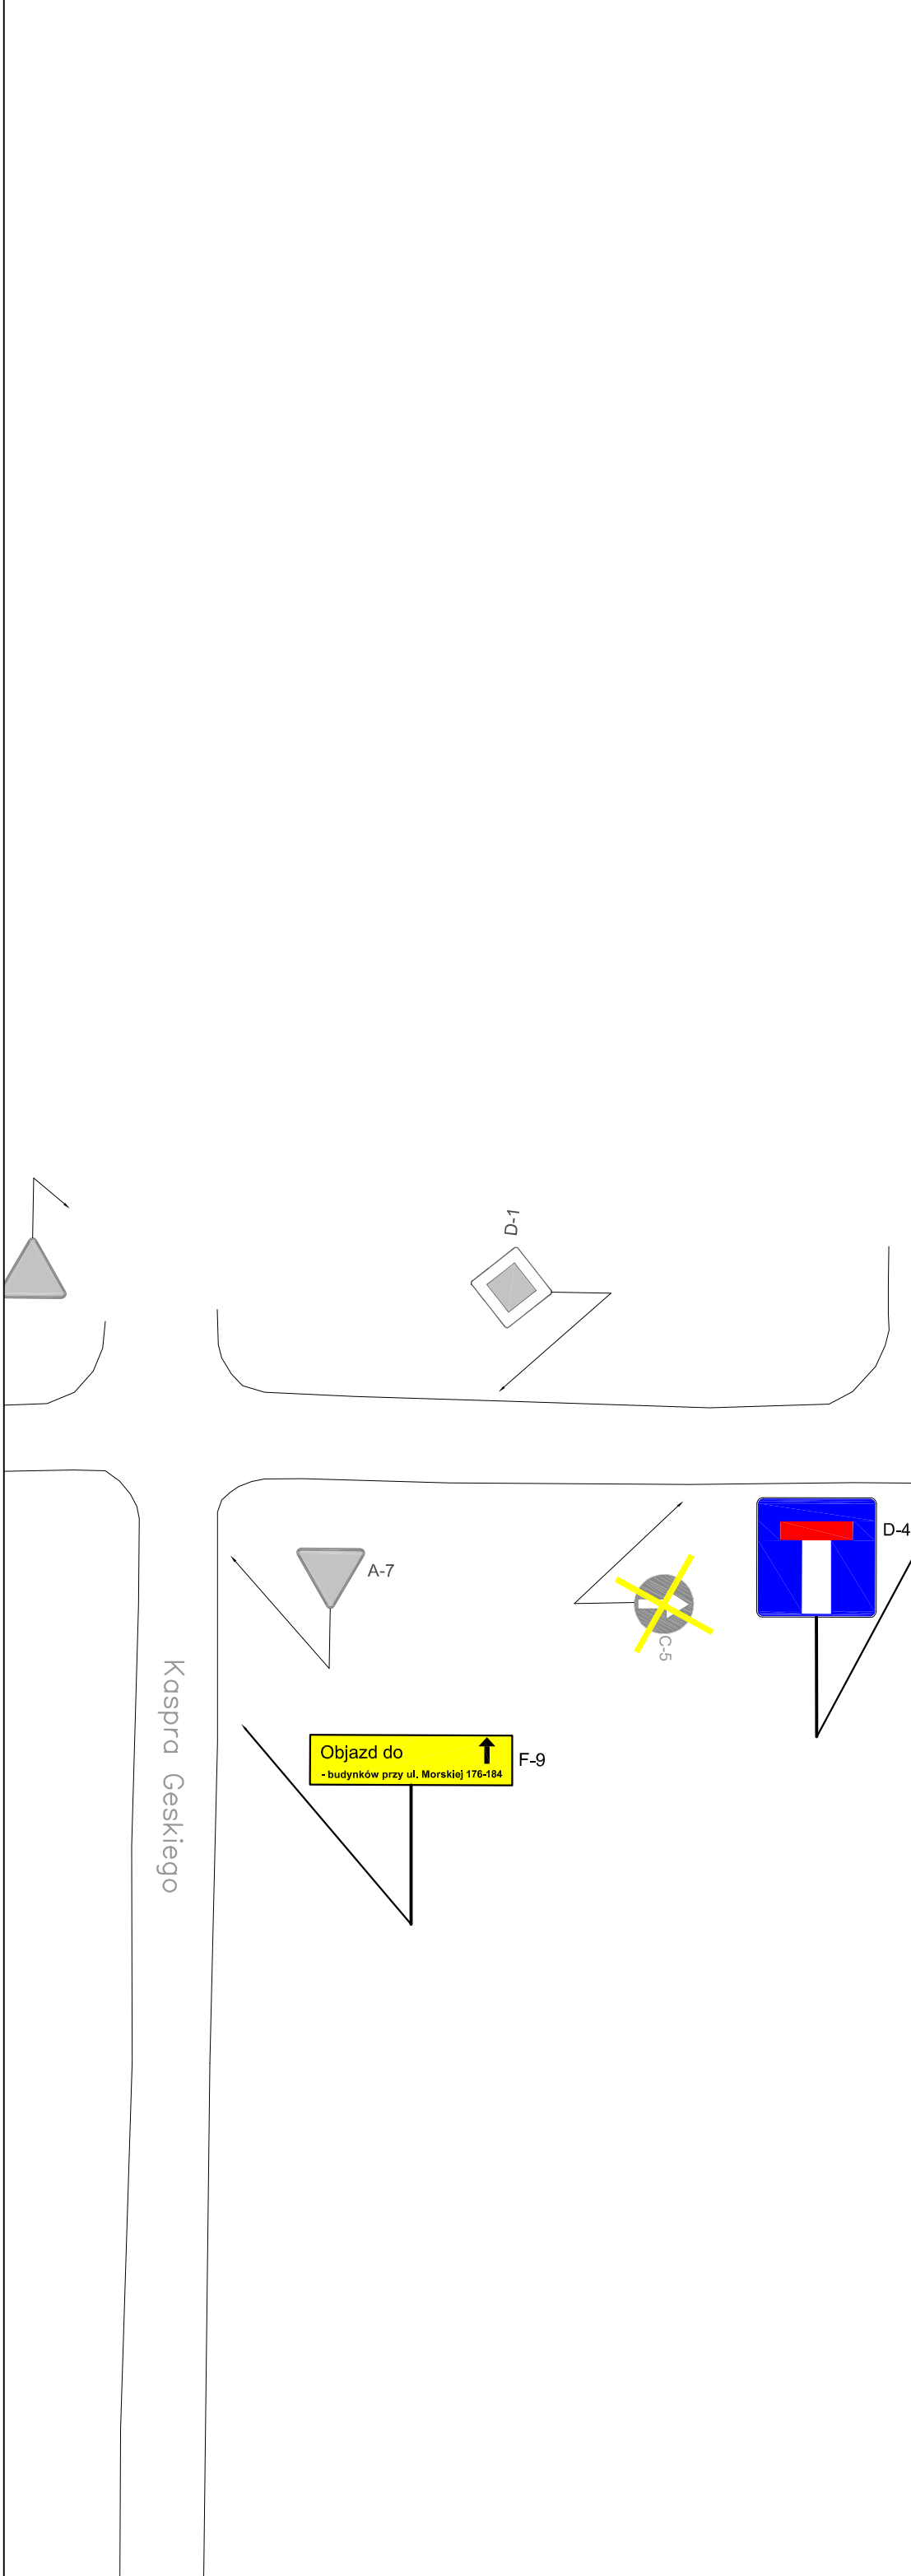 D-1
D-4
A-7
C-5
Kaspra Geskiego
Objazd do
- budynków przy ul. Morskiej 176-184
F-9